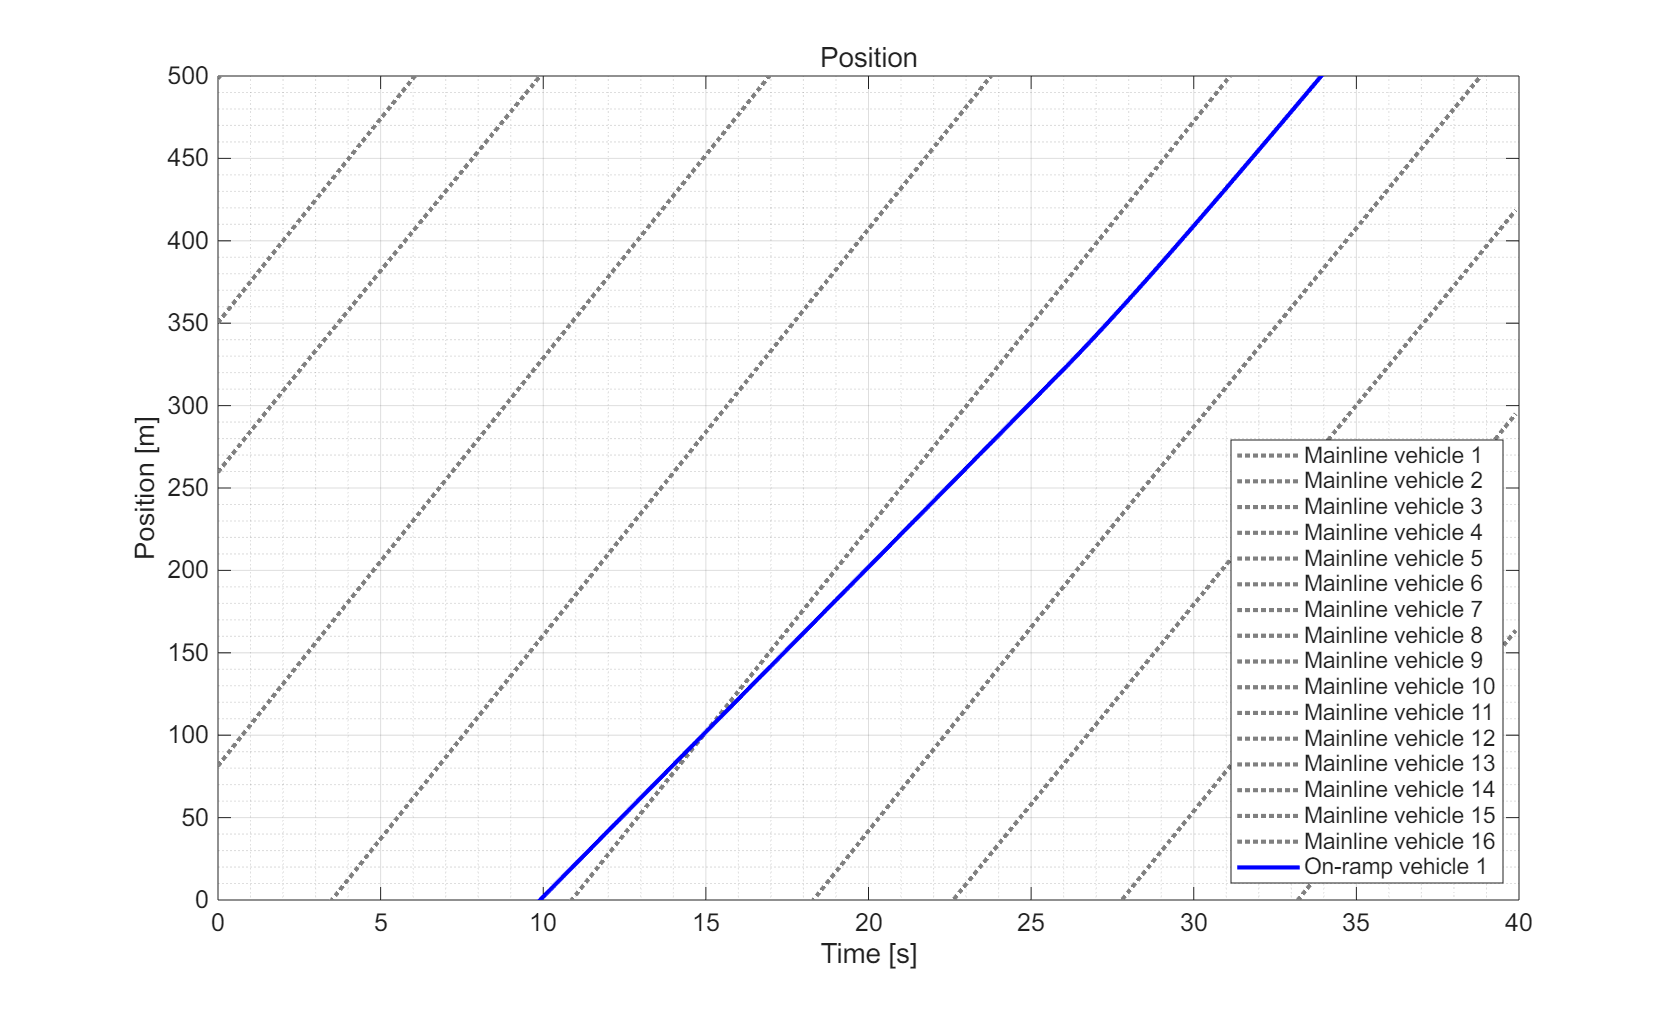 Position
500
450
400
350
300
250
200
150
100
50
0
Position [m]
0 5 10 15 20 25 30 35 40
Time [s]
Mainline vehicle 1
Mainline vehicle 2
Mainline vehicle 3
Mainline vehicle 4
Mainline vehicle 5
Mainline vehicle 6
Mainline vehicle 7
Mainline vehicle 8
Mainline vehicle 9
Mainline vehicle 10
Mainline vehicle 11
Mainline vehicle 12
Mainline vehicle 13
Mainline vehicle 14
Mainline vehicle 15
Mainline vehicle 16
On-ramp vehicle 1